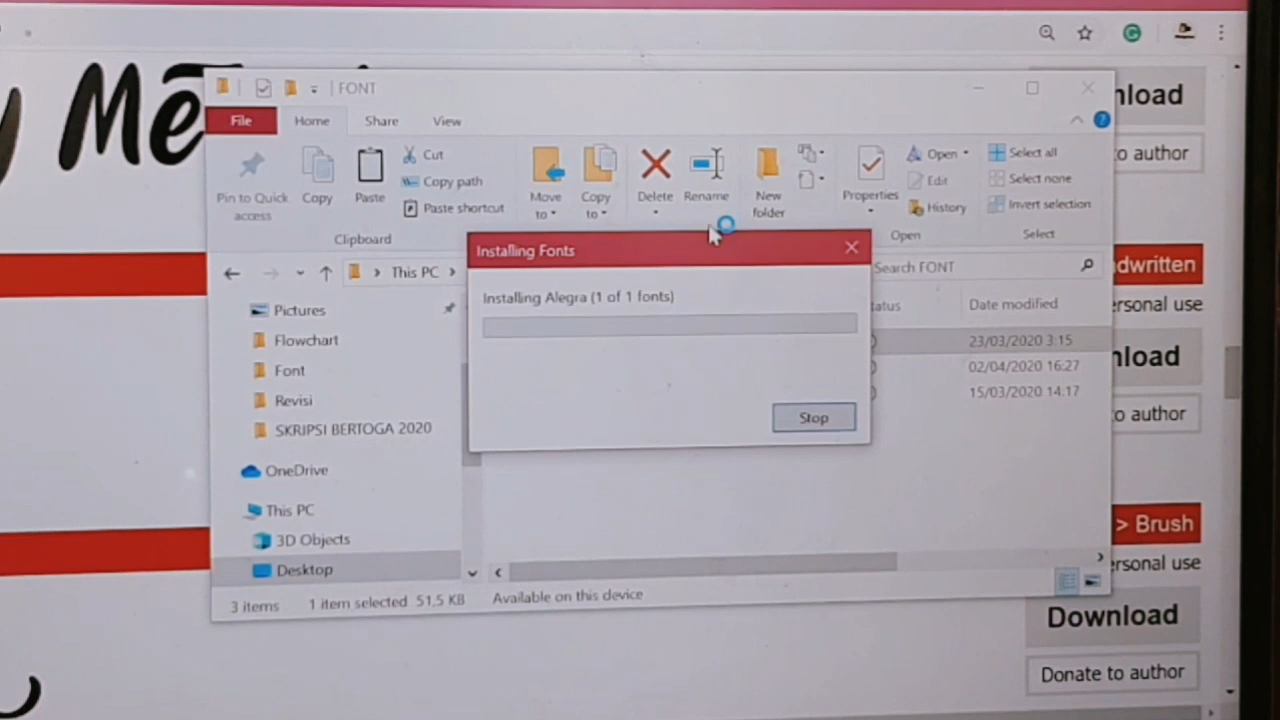 FONT
File Home Share View
Pin to Quick access
Copy
Paste
Cut
Copy path
Paste shortcut
Clipboard
Move to
Copy to
Delete
Rename
New folder
Properties
Open
Edit
History
Open
Select all
Select none
Invert selection
Select
This PC
Search FONT
Pictures
Flowchart
Font
Revisi
SKRIPSI BERTOGA 2020
OneDrive
This PC
3D Objects
Desktop
Date modified
23/03/2020 3:15
02/04/2020 16:27
15/03/2020 14:17
Installing Fonts
Installing Alegra (1 of 1 fonts)
Stop
3 items 1 item selected 51,5 KB Available on this device
Mē
nload
o author
dwritten
ersonal use
nload
o author
> Brush
ersonal use
Download
Donate to author